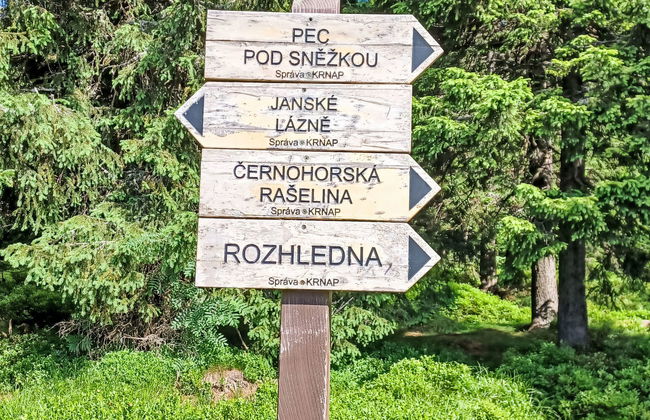 PEC
POD SNĚŽKOU
Správa KRNAP
JANSKÉ
LÁZNĚ
Správa KRNAP
ČERNOHORSKÁ
RAŠELINA
Správa KRNAP
ROZHLEDNA
Správa KRNAP